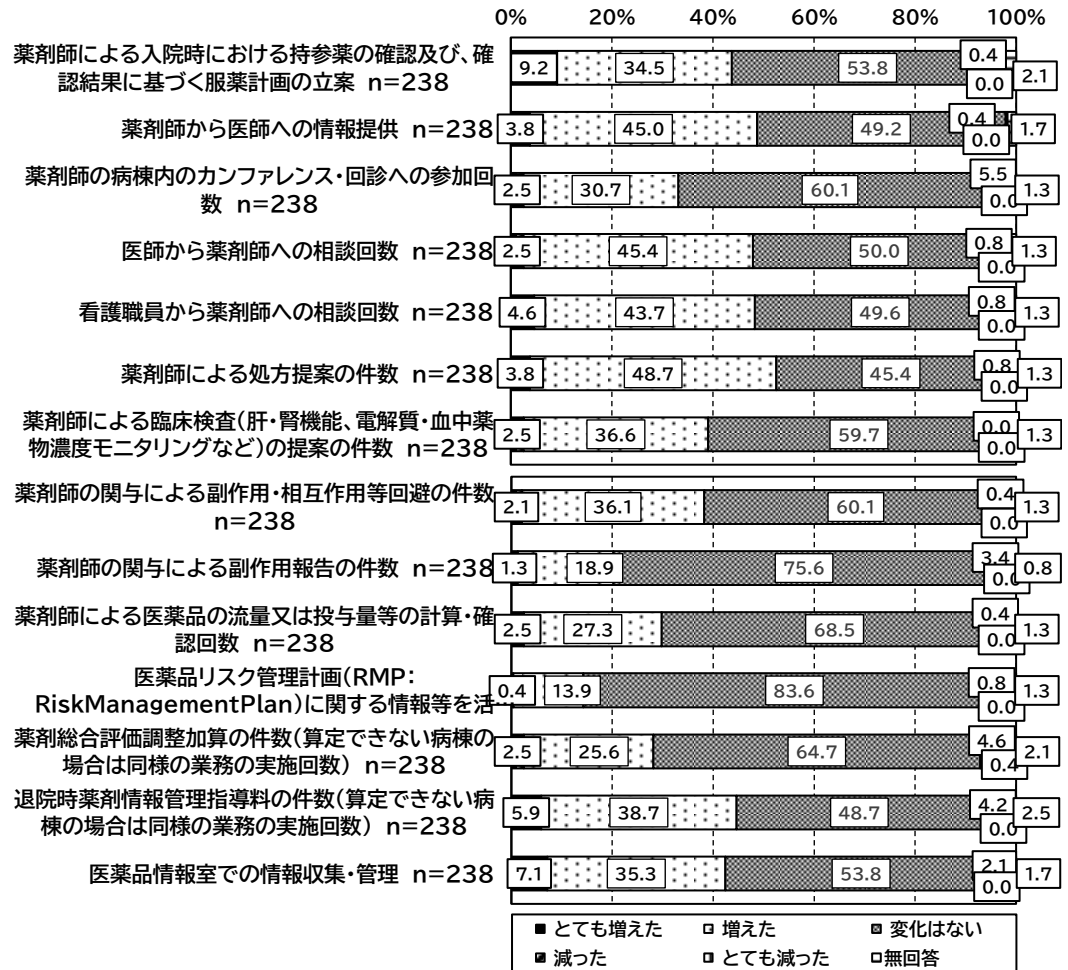 0% 20% 40% 60% 80% 100%
薬剤師による入院時における持参薬の確認及び、確
認結果に基づく服薬計画の立案 n=238
9.2 34.5 53.8 0.4 0.0 2.1
薬剤師から医師への情報提供 n=238
3.8 45.0 49.2 0.4 0.0 1.7
薬剤師の病棟内のカンファレンス・回診への参加回
数 n=238
2.5 30.7 60.1 5.5 0.0 1.3
医師から薬剤師への相談回数 n=238
2.5 45.4 50.0 0.8 0.0 1.3
看護職員から薬剤師への相談回数 n=238
4.6 43.7 49.6 0.8 0.0 1.3
薬剤師による処方提案の件数 n=238
3.8 48.7 45.4 0.8 0.0 1.3
薬剤師による臨床検査(肝・腎機能、電解質・血中薬
物濃度モニタリングなど)の提案の件数 n=238
2.5 36.6 59.7 0.0 0.0 1.3
薬剤師の関与による副作用・相互作用等回避の件数
n=238
2.1 36.1 60.1 0.4 0.0 1.3
薬剤師の関与による副作用報告の件数 n=238
1.3 18.9 75.6 3.4 0.0 0.8
薬剤師による医薬品の流量又は投与量等の計算・確
認回数 n=238
2.5 27.3 68.5 0.4 0.0 1.3
医薬品リスク管理計画(RMP:
RiskManagementPlan)に関する情報等を活…
0.4 13.9 83.6 0.8 0.0 1.3
薬剤総合評価調整加算の件数(算定できない病棟の
場合は同様の業務の実施回数) n=238
2.5 25.6 64.7 4.6 0.4 2.1
退院時薬剤情報管理指導料の件数(算定できない病
棟の場合は同様の業務の実施回数) n=238
5.9 38.7 48.7 4.2 0.0 2.5
医薬品情報室での情報収集・管理 n=238
7.1 35.3 53.8 2.1 0.0 1.7
とても増えた 増えた 変化はない
減った とても減った 無回答